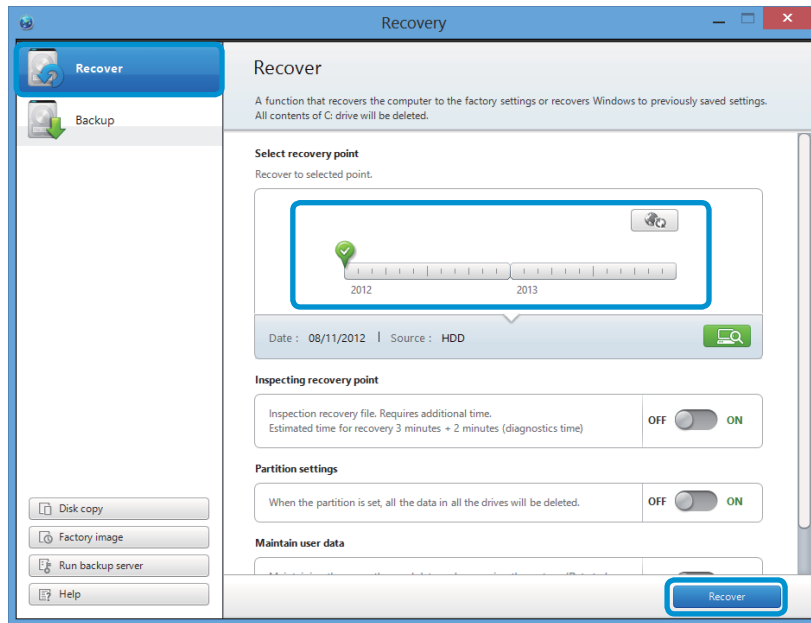 Recovery
Recover
Backup
Recover
A function that recovers the computer to the factory settings or recovers Windows to previously saved settings.
All contents of C: drive will be deleted.
Select recovery point
Recover to selected point.
2012
2013
Date : 08/11/2012 | Source : HDD
Inspecting recovery point
Inspection recovery file. Requires additional time.
Estimated time for recovery 3 minutes + 2 minutes (diagnostics time)
OFF
ON
Partition settings
When the partition is set, all the data in all the drives will be deleted.
OFF
ON
Maintain user data
Disk copy
Factory image
Run backup server
Help
Recover